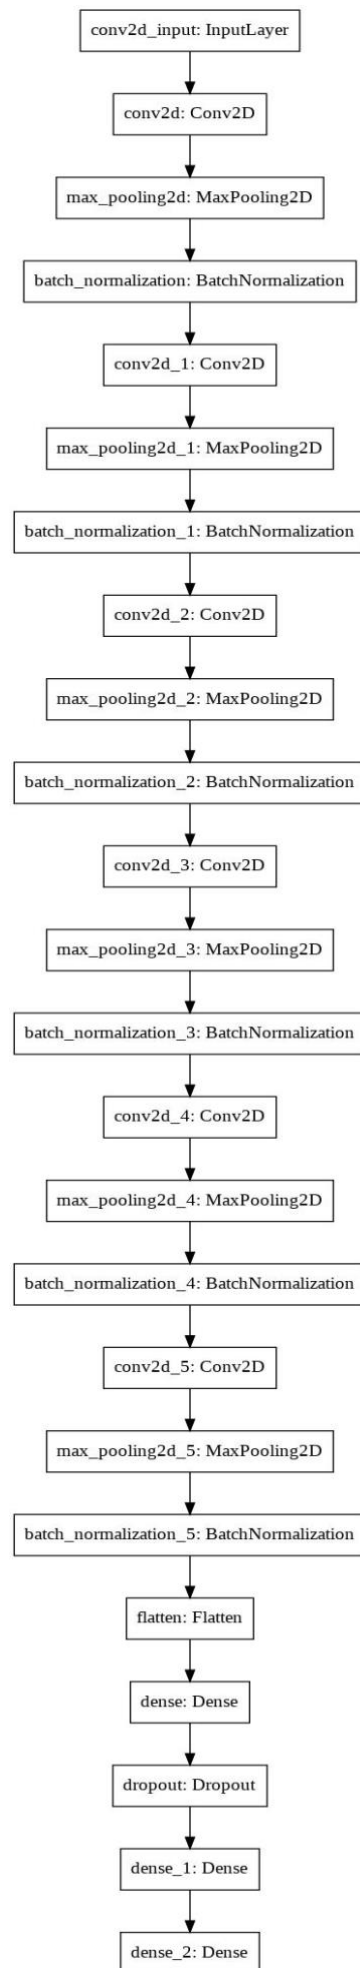 conv2d_input: InputLayer
conv2d: Conv2D
max_pooling2d: MaxPooling2D
batch_normalization: BatchNormalization
conv2d_1: Conv2D
max_pooling2d_1: MaxPooling2D
batch_normalization_1: BatchNormalization
conv2d_2: Conv2D
max_pooling2d_2: MaxPooling2D
batch_normalization_2: BatchNormalization
conv2d_3: Conv2D
max_pooling2d_3: MaxPooling2D
batch_normalization_3: BatchNormalization
conv2d_4: Conv2D
max_pooling2d_4: MaxPooling2D
batch_normalization_4: BatchNormalization
conv2d_5: Conv2D
max_pooling2d_5: MaxPooling2D
batch_normalization_5: BatchNormalization
flatten: Flatten
dense: Dense
dropout: Dropout
dense_1: Dense
dense_2: Dense